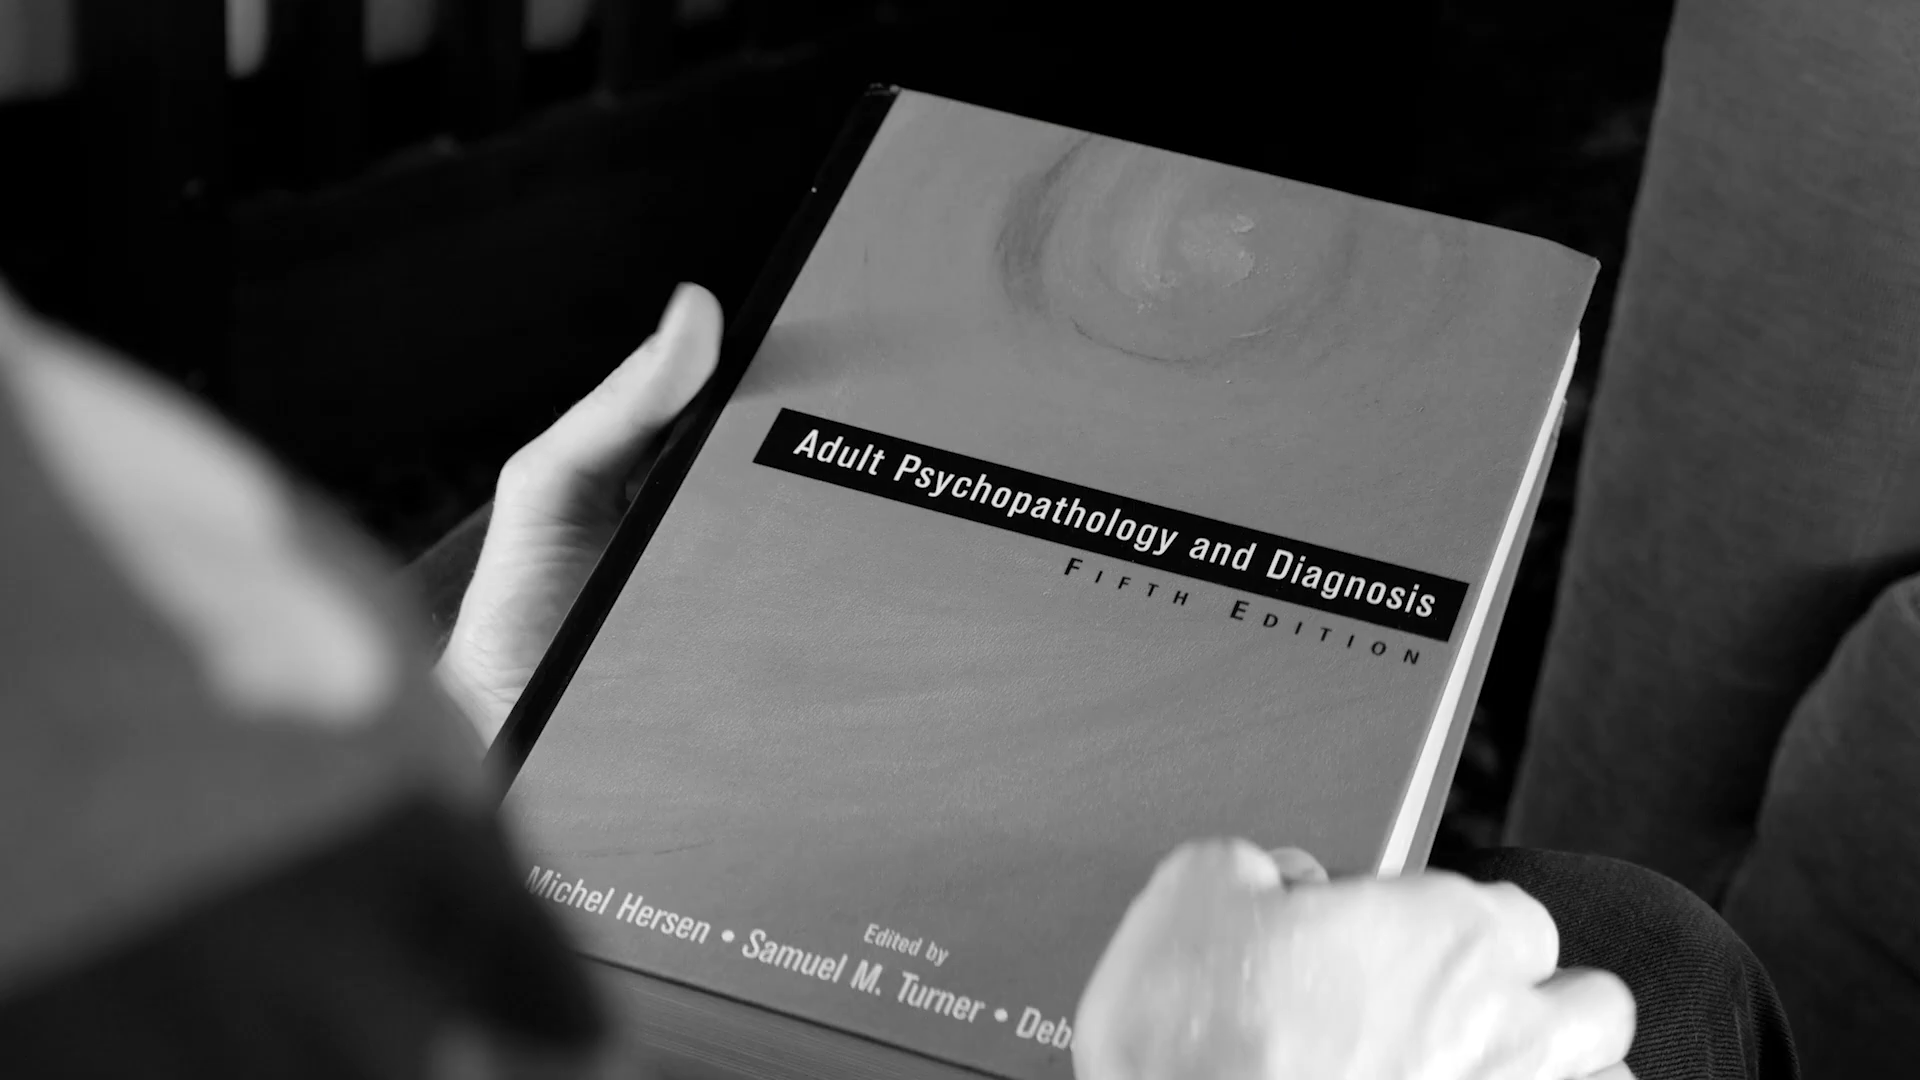 Adult Psychopathology and Diagnosis
FIFTH EDITION
Edited by
Michel Hersen • Samuel M. Turner •